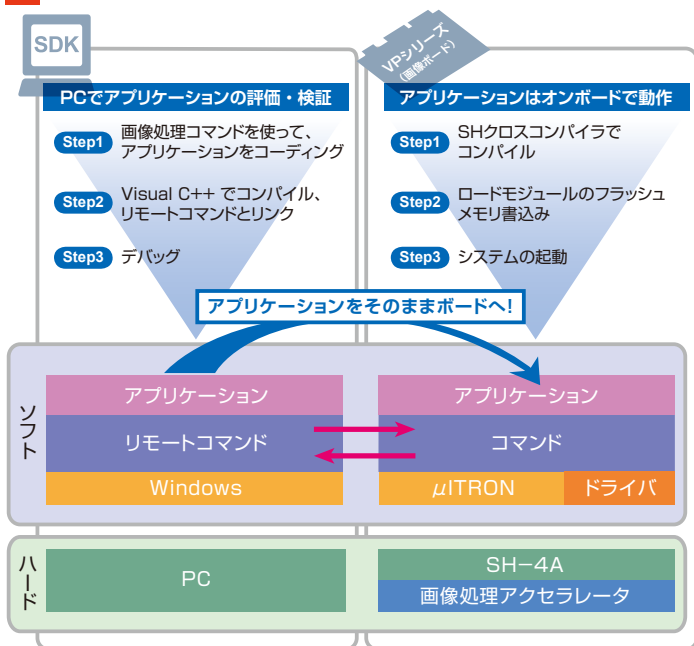 SDK
PCでアプリケーションの評価・検証
Step1
画像処理コマンドを使って、
アプリケーションをコーディング
Step2
Visual C++ でコンパイル、
リモートコマンドとリンク
Step3
デバッグ
VPシリーズ
(画像ボード)
アプリケーションはオンボードで動作
Step1
SHクロスコンパイラで
コンパイル
Step2
ロードモジュールのフラッシュ
メモリ書込み
Step3
システムの起動
アプリケーションをそのままボードへ!
ソフト
アプリケーション
リモートコマンド
Windows
アプリケーション
コマンド
μITRON
ドライバ
ハード
PC
SH−4A
画像処理アクセラレータ